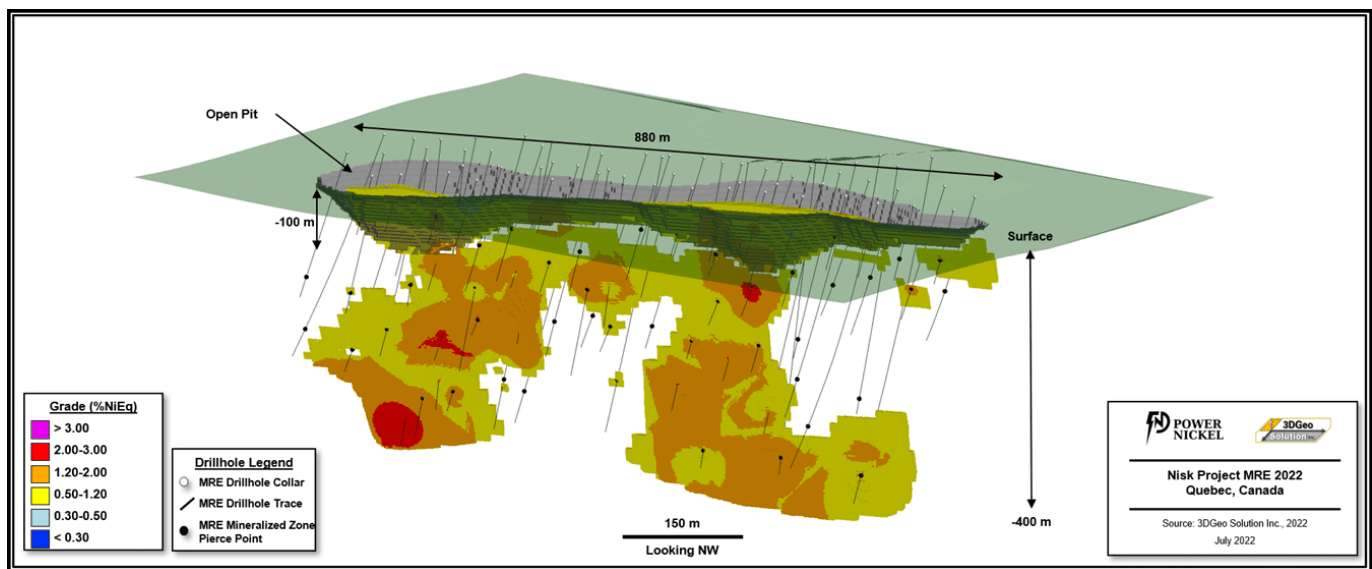 Open Pit
880 m
-100 m
Surface
-400 m
150 m
Looking NW
Grade (%NiEq)
> 3.00
2.00-3.00
1.20-2.00
0.50-1.20
0.30-0.50
< 0.30
Drillhole Legend
MRE Drillhole Collar
MRE Drillhole Trace
MRE Mineralized Zone
Pierce Point
POWER
NICKEL
3DGeo
Solution Inc.
Nisk Project MRE 2022
Quebec, Canada
Source: 3DGeo Solution Inc., 2022
July 2022